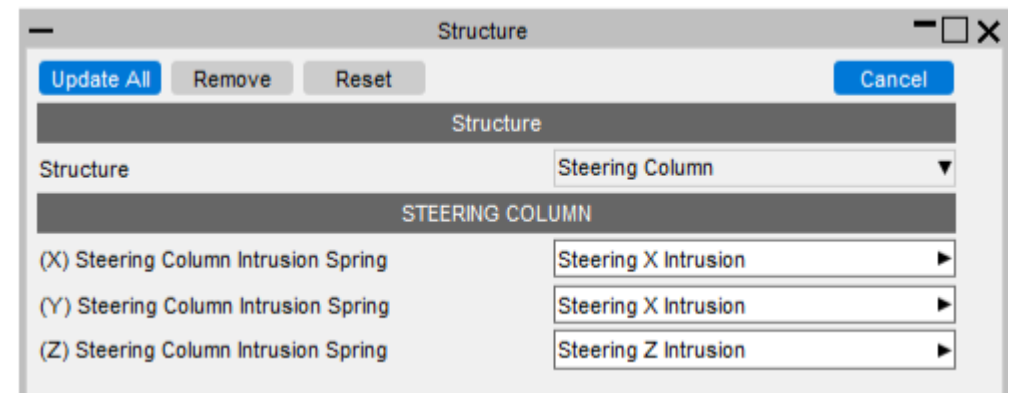 Structure
Update All Remove Reset Cancel
Structure
Structure Steering Column
STEERING COLUMN
(X) Steering Column Intrusion Spring Steering X Intrusion
(Y) Steering Column Intrusion Spring Steering X Intrusion
(Z) Steering Column Intrusion Spring Steering Z Intrusion